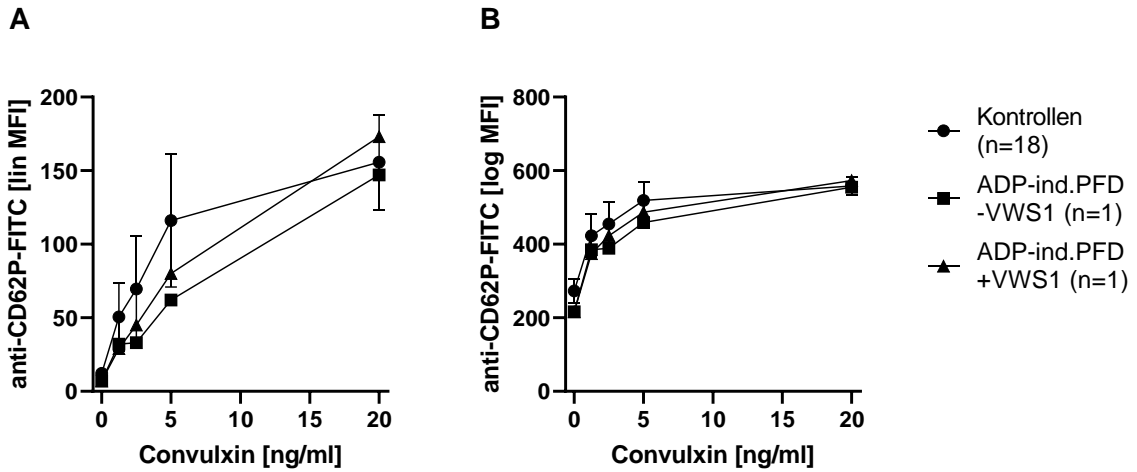 A
anti-CD62P-FITC [lin MFI]
200
150
100
50
0
0 5 10 15 20
Convulxin [ng/ml]
B
anti-CD62P-FITC [log MFI]
800
600
400
200
0
0 5 10 15 20
Convulxin [ng/ml]
Kontrollen
(n=18)
ADP-ind.PFD
-VWS1 (n=1)
ADP-ind.PFD
+VWS1 (n=1)